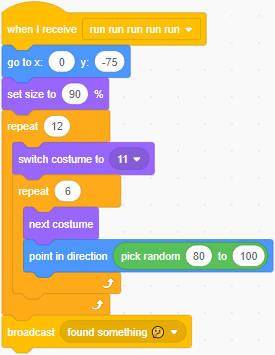 when I receive run run run run run
go to x: 0 y: -75
set size to 90 %
repeat 12
switch costume to 11
repeat 6
next costume
point in direction pick random 80 to 100
broadcast found something 🤔